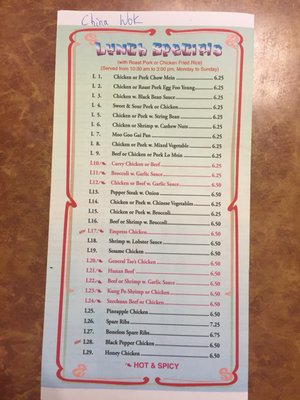 China Wok
Lunch Specials
(with Roast Pork or Chicken Fried Rice)
(Served from 10:30 am to 3:00 pm, Monday to Sunday)
L 1. Chicken or Pork Chow Mein 6.25
L 2. Chicken or Roast Pork Egg Foo Young 6.25
L 3. Chicken w. Black Bean Sauce 6.25
L 4. Sweet & Sour Pork or Chicken 6.25
L 5. Chicken or Pork w. String Bean 6.25
L 6. Chicken or Shrimp w. Cashew Nuts 6.25
L 7. Moo Goo Gai Pan 6.25
L 8. Chicken or Pork w. Mixed Vegetable 6.25
L 9. Beef or Chicken or Pork Lo Mein 6.25
L10. Curry Chicken or Beef 6.25
L11. Broccoli w. Garlic Sauce 6.25
L12. Chicken or Beef w. Garlic Sauce 6.50
L13. Pepper Steak w. Onion 6.50
L14. Chicken or Pork w. Chinese Vegetables 6.25
L15. Chicken or Pork w. Broccoli 6.25
L16. Beef or Shrimp w. Broccoli 6.50
L17. Empress Chicken 6.50
L18. Shrimp w. Lobster Sauce 6.50
L19. Sesame Chicken 6.50
L20. General Tso's Chicken 6.50
L21. Hunan Beef 6.50
L22. Beef or Shrimp w. Garlic Sauce 6.50
L23. Kung Po Shrimp or Chicken 6.50
L24. Szechuan Beef or Chicken 6.50
L25. Pineapple Chicken 6.50
L26. Spare Ribs 7.25
L27. Boneless Spare Ribs 6.75
L28. Black Pepper Chicken 6.50
L29. Honey Chicken 6.50
HOT & SPICY